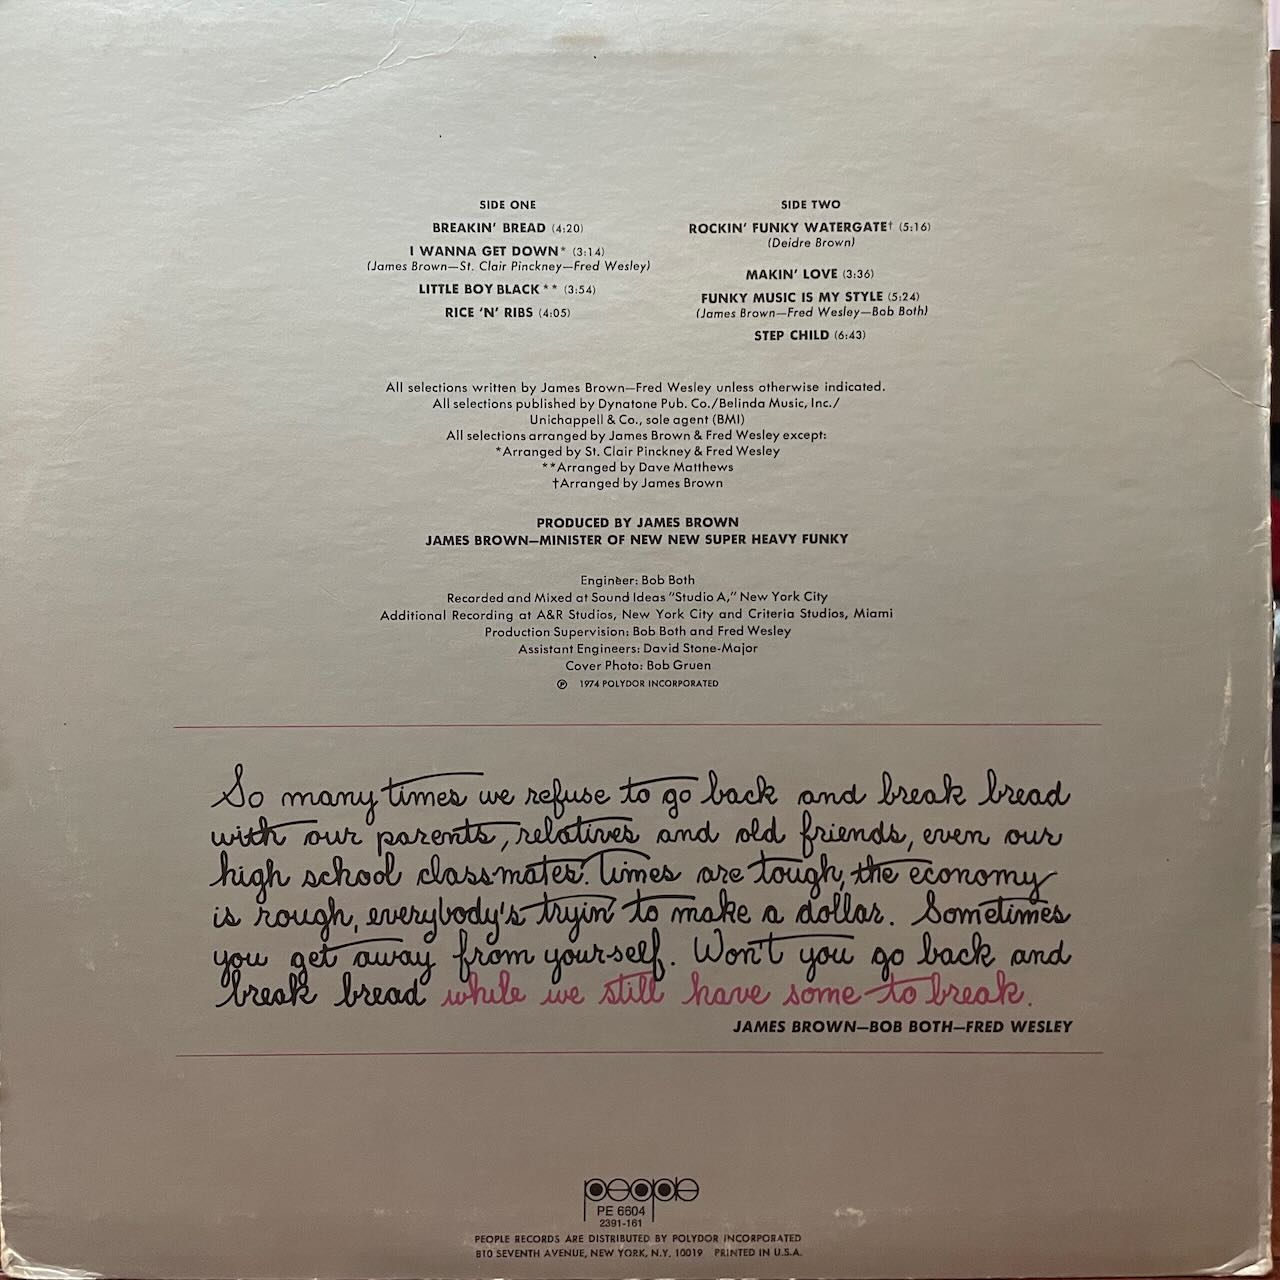 SIDE ONE
BREAKIN' BREAD (4:20)
I WANNA GET DOWN* (3:14)
(James Brown—St. Clair Pinckney—Fred Wesley)
LITTLE BOY BLACK** (3:54)
RICE 'N' RIBS (4:05)
SIDE TWO
ROCKIN' FUNKY WATERGATE† (5:16)
(Deidre Brown)
MAKIN' LOVE (3:36)
FUNKY MUSIC IS MY STYLE (5:24)
(James Brown—Fred Wesley—Bob Both)
STEP CHILD (6:43)
All selections written by James Brown—Fred Wesley unless otherwise indicated.
All selections published by Dynatone Pub. Co./Belinda Music, Inc./
Unichappell & Co., sole agent (BMI)
All selections arranged by James Brown & Fred Wesley except:
*Arranged by St. Clair Pinckney & Fred Wesley
**Arranged by Dave Matthews
†Arranged by James Brown
PRODUCED BY JAMES BROWN
JAMES BROWN—MINISTER OF NEW NEW SUPER HEAVY FUNKY
Engineer: Bob Both
Recorded and Mixed at Sound Ideas "Studio A," New York City
Additional Recording at A&R Studios, New York City and Criteria Studios, Miami
Production Supervision: Bob Both and Fred Wesley
Assistant Engineers: David Stone-Major
Cover Photo: Bob Gruen
℗ 1974 POLYDOR INCORPORATED
So many times we refuse to go back and break bread
with our parents, relatives and old friends, even our
high school classmates. Times are tough, the economy
is rough, everybody's tryin' to make a dollar. Sometimes
you get away from your-self. Won't you go back and
break bread while we still have some to break.
JAMES BROWN—BOB BOTH—FRED WESLEY
people
PE 6604
2391-161
PEOPLE RECORDS ARE DISTRIBUTED BY POLYDOR INCORPORATED
810 SEVENTH AVENUE, NEW YORK, N.Y. 10019 PRINTED IN U.S.A.